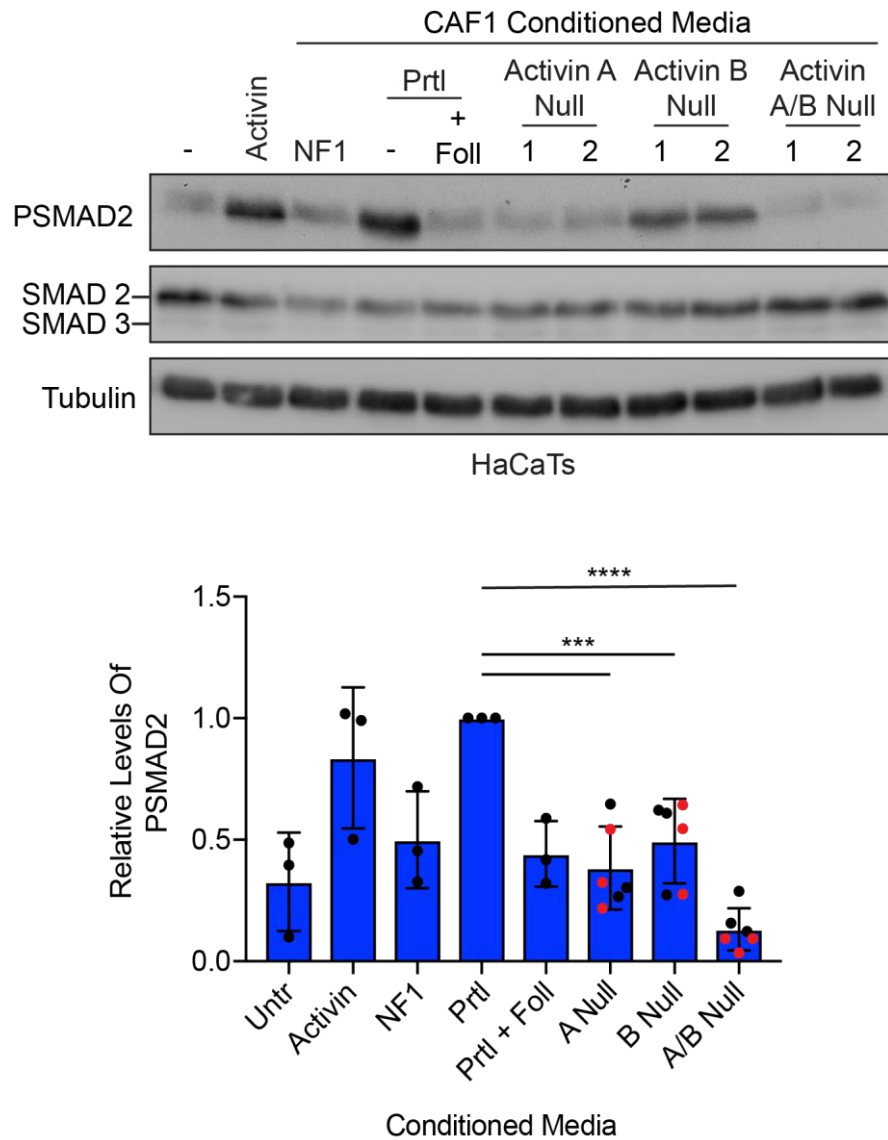 CAF1 Conditioned Media
Prtl Activin A Null Activin B Null Activin A/B Null
- Activin NF1 - + Foll 1 2 1 2 1 2
PSMAD2
SMAD 2
SMAD 3
Tubulin
HaCaTs
****
***
Relative Levels Of PSMAD2
1.5
1.0
0.5
0.0
Untr Activin NF1 Prtl Prtl + Foll A Null B Null A/B Null
Conditioned Media